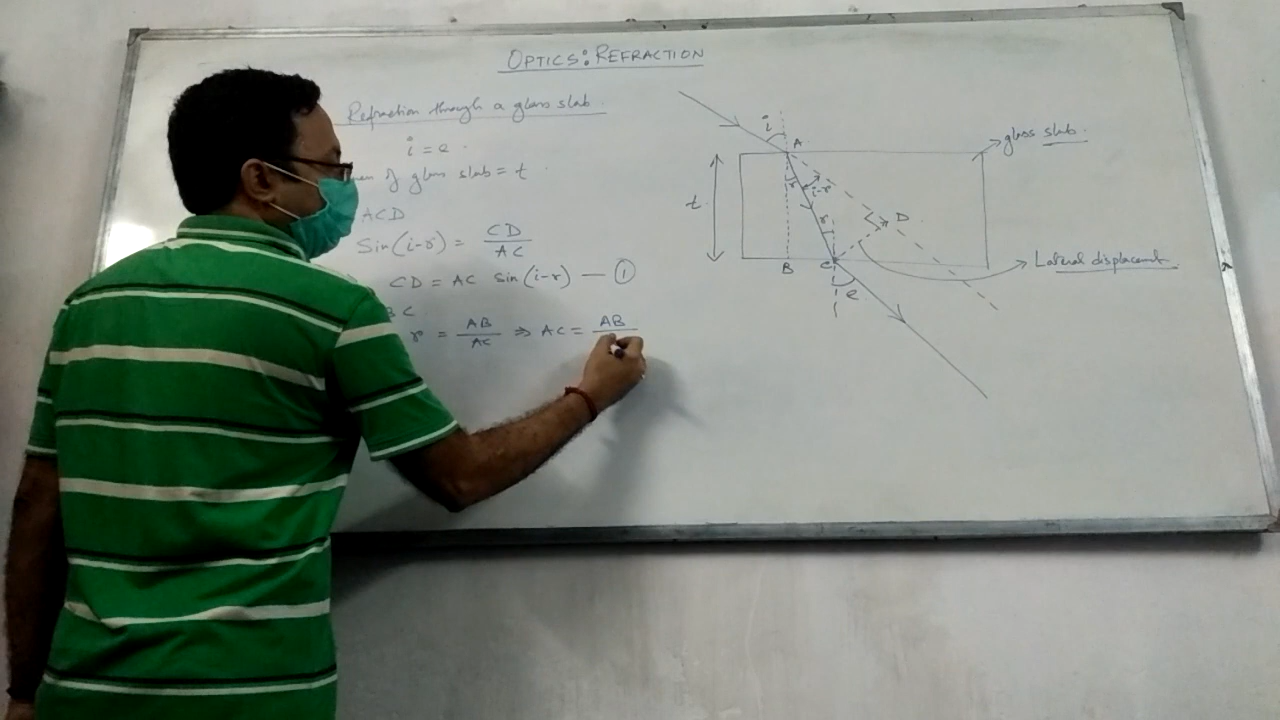 OPTICS: REFRACTION
Refraction through a glass slab.
i = e.
of glass slab = t.
ACD
Sin(i-r) = CD/AC
CD = AC sin(i-r) — ①
BC
r = AB/AC ⇒ AC = AB
i
A
glass slab.
r
i-r
t
r
D
B
C
Lateral displacement
e